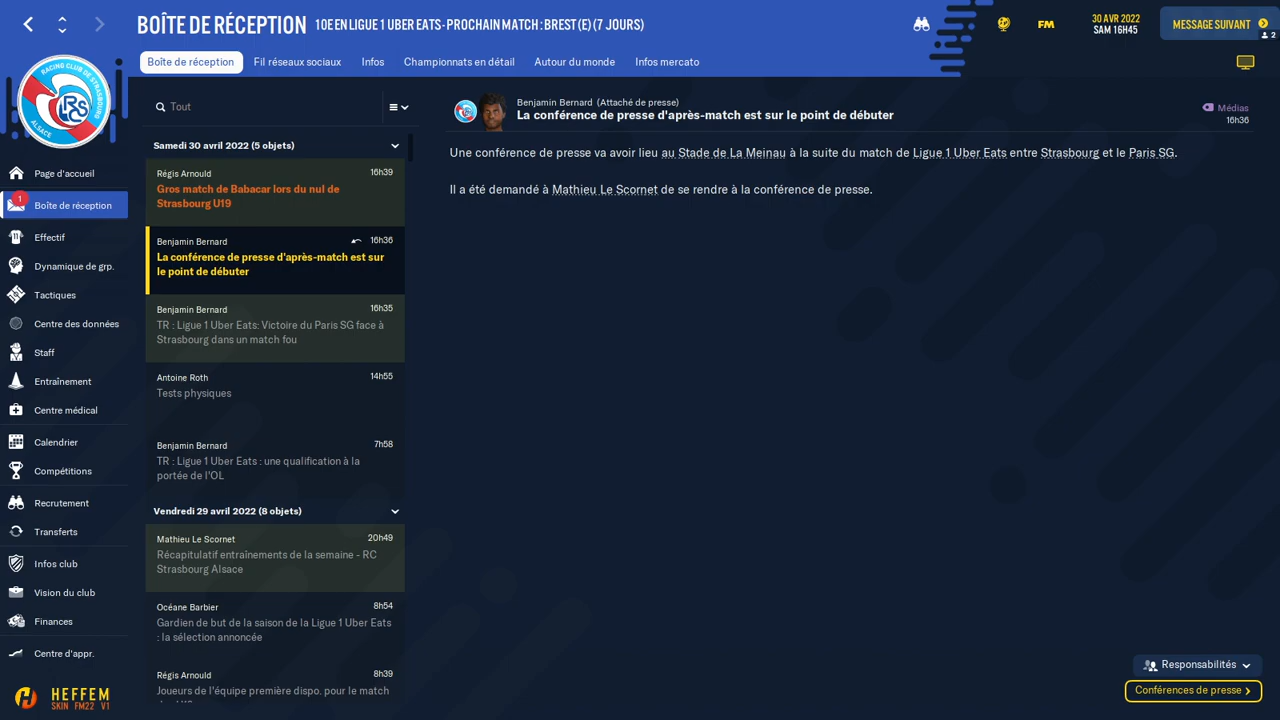 BOÎTE DE RÉCEPTION
10E EN LIGUE 1 UBER EATS - PROCHAIN MATCH : BREST (E) (7 JOURS)
FM
30 AVR 2022
SAM 16H45
MESSAGE SUIVANT
2
Boîte de réception
Fil réseaux sociaux
Infos
Championnats en détail
Autour du monde
Infos mercato
RACING CLUB DE STRASBOURG
ALSACE
RCS
Page d'accueil
1
Boîte de réception
11
Effectif
Dynamique de grp.
Tactiques
Centre des données
Staff
Entraînement
Centre médical
Calendrier
Compétitions
Recrutement
Transferts
Infos club
Vision du club
Finances
Centre d'appr.
HEFFEM
SKIN FM22 V1
Tout
Samedi 30 avril 2022 (5 objets)
Régis Arnould
16h39
Gros match de Babacar lors du nul de
Strasbourg U19
Benjamin Bernard
16h36
La conférence de presse d'après-match est sur
le point de débuter
Benjamin Bernard
16h35
TR : Ligue 1 Uber Eats: Victoire du Paris SG face à
Strasbourg dans un match fou
Antoine Roth
14h55
Tests physiques
Benjamin Bernard
7h58
TR : Ligue 1 Uber Eats : une qualification à la
portée de l'OL
Vendredi 29 avril 2022 (8 objets)
Mathieu Le Scornet
20h49
Récapitulatif entraînements de la semaine - RC
Strasbourg Alsace
Océane Barbier
8h54
Gardien de but de la saison de la Ligue 1 Uber Eats
: la sélection annoncée
Régis Arnould
8h39
Joueurs de l'équipe première dispo. pour le match
Benjamin Bernard (Attaché de presse)
La conférence de presse d'après-match est sur le point de débuter
Médias
16h36
Une conférence de presse va avoir lieu au Stade de La Meinau à la suite du match de Ligue 1 Uber Eats entre Strasbourg et le Paris SG.
Il a été demandé à Mathieu Le Scornet de se rendre à la conférence de presse.
Responsabilités
Conférences de presse